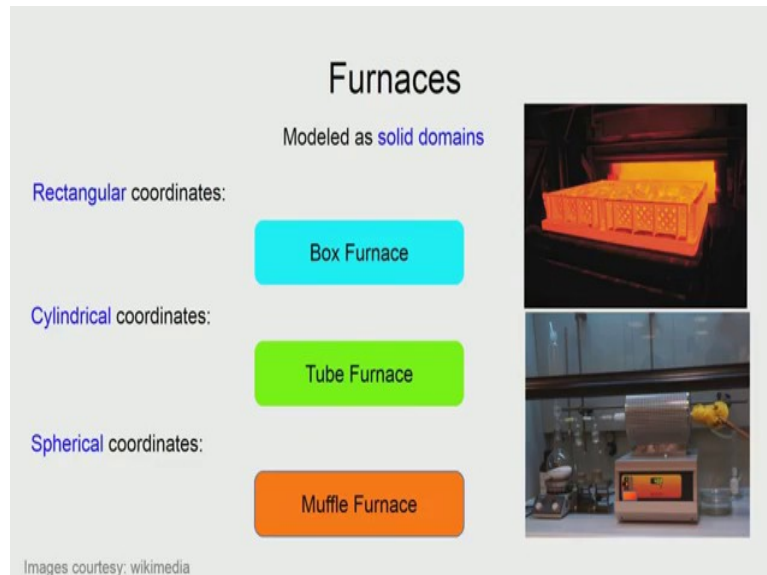 Furnaces
Modeled as solid domains
Rectangular coordinates:
Box Furnace
Cylindrical coordinates:
Tube Furnace
Spherical coordinates:
Muffle Furnace
Images courtesy: wikimedia